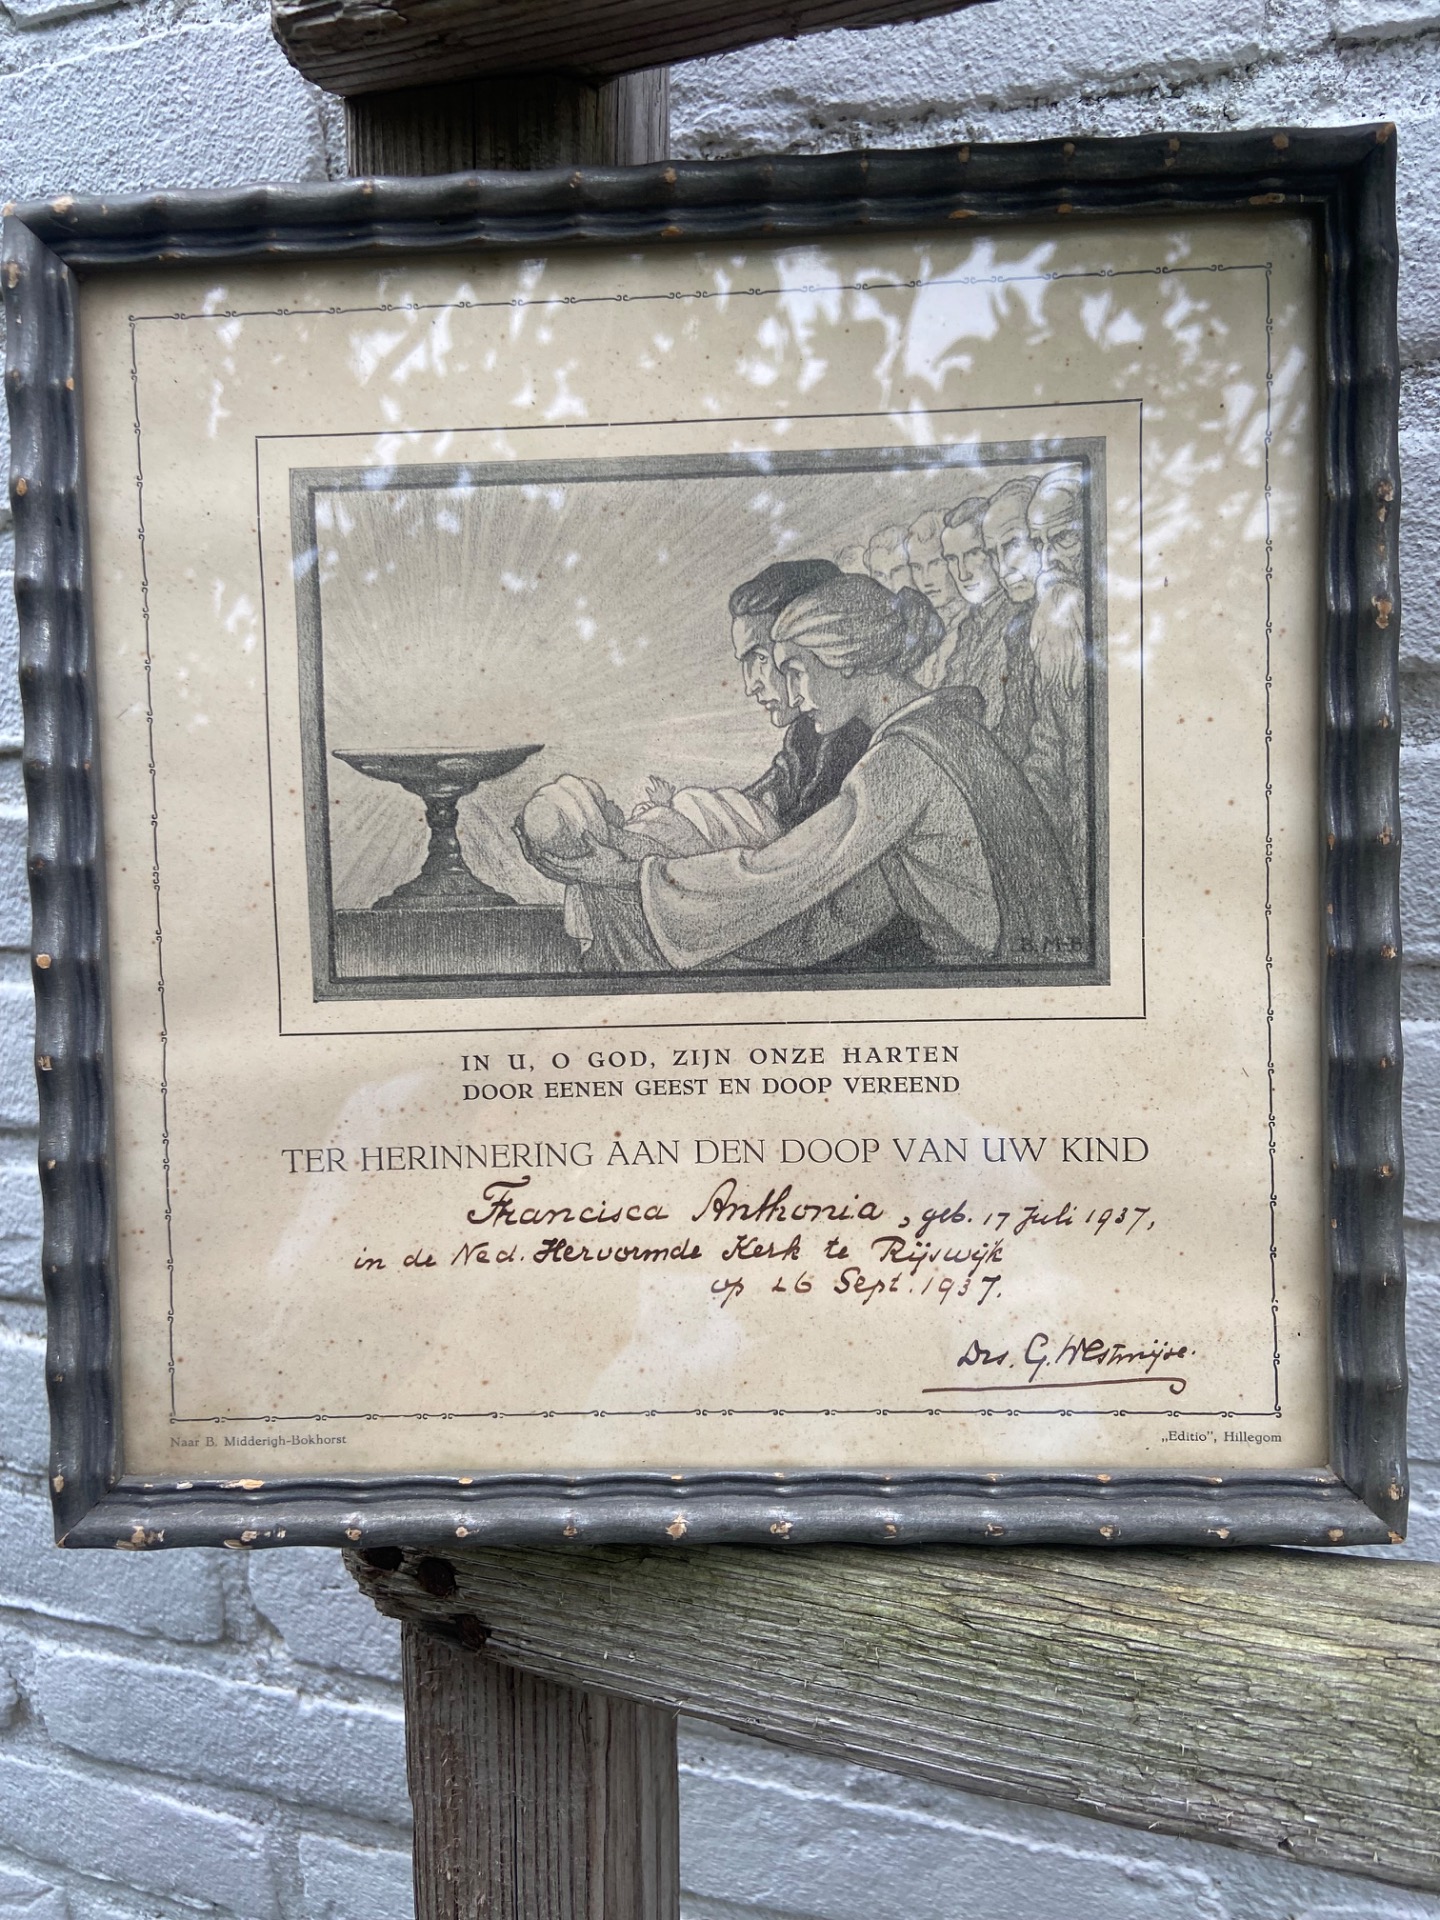 B. M-B
IN U, O GOD, ZIJN ONZE HARTEN
DOOR EENEN GEEST EN DOOP VEREEND
TER HERINNERING AAN DEN DOOP VAN UW KIND
Francisca Anthonia, geb. 17 Juli 1937,
in de Ned. Hervormde Kerk te Rijswijk
op 26 Sept. 1937.
Drs. G.
Naar B. Midderigh-Bokhorst
„Editio”, Hillegom